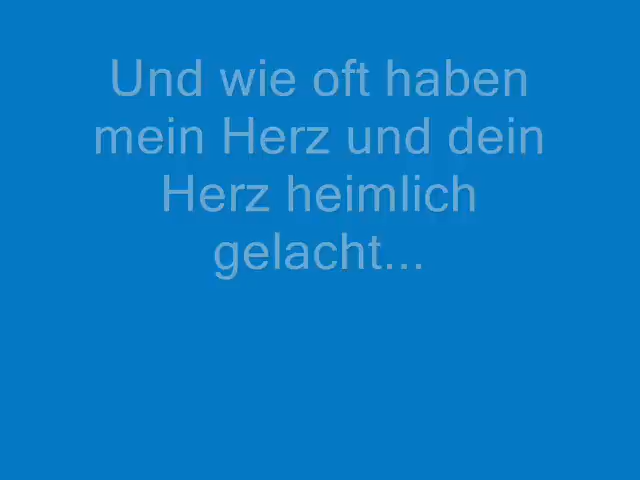 Und wie oft haben
mein Herz und dein
Herz heimlich
gelacht...